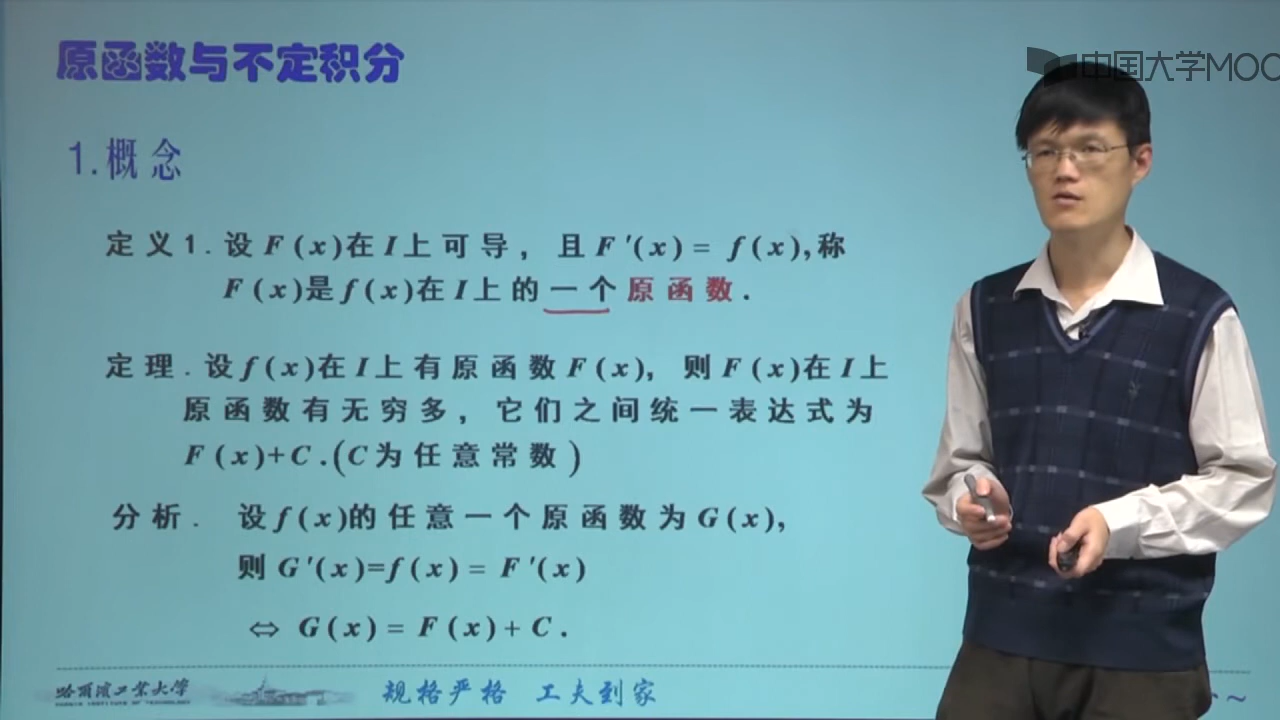 原函数与不定积分
中国大学MOO
1.概念
定义1.设F(x)在I上可导，且F′(x)= f(x),称
F(x)是f(x)在I上的一个原函数.
定理.设f(x)在I上有原函数F(x)，则F(x)在I上
原函数有无穷多，它们之间统一表达式为
F(x)+C.(C为任意常数)
分析. 设f(x)的任意一个原函数为G(x),
则G′(x)=f(x)= F′(x)
⇔ G(x)= F(x)+C.
哈尔滨工业大学
规格严格 工夫到家